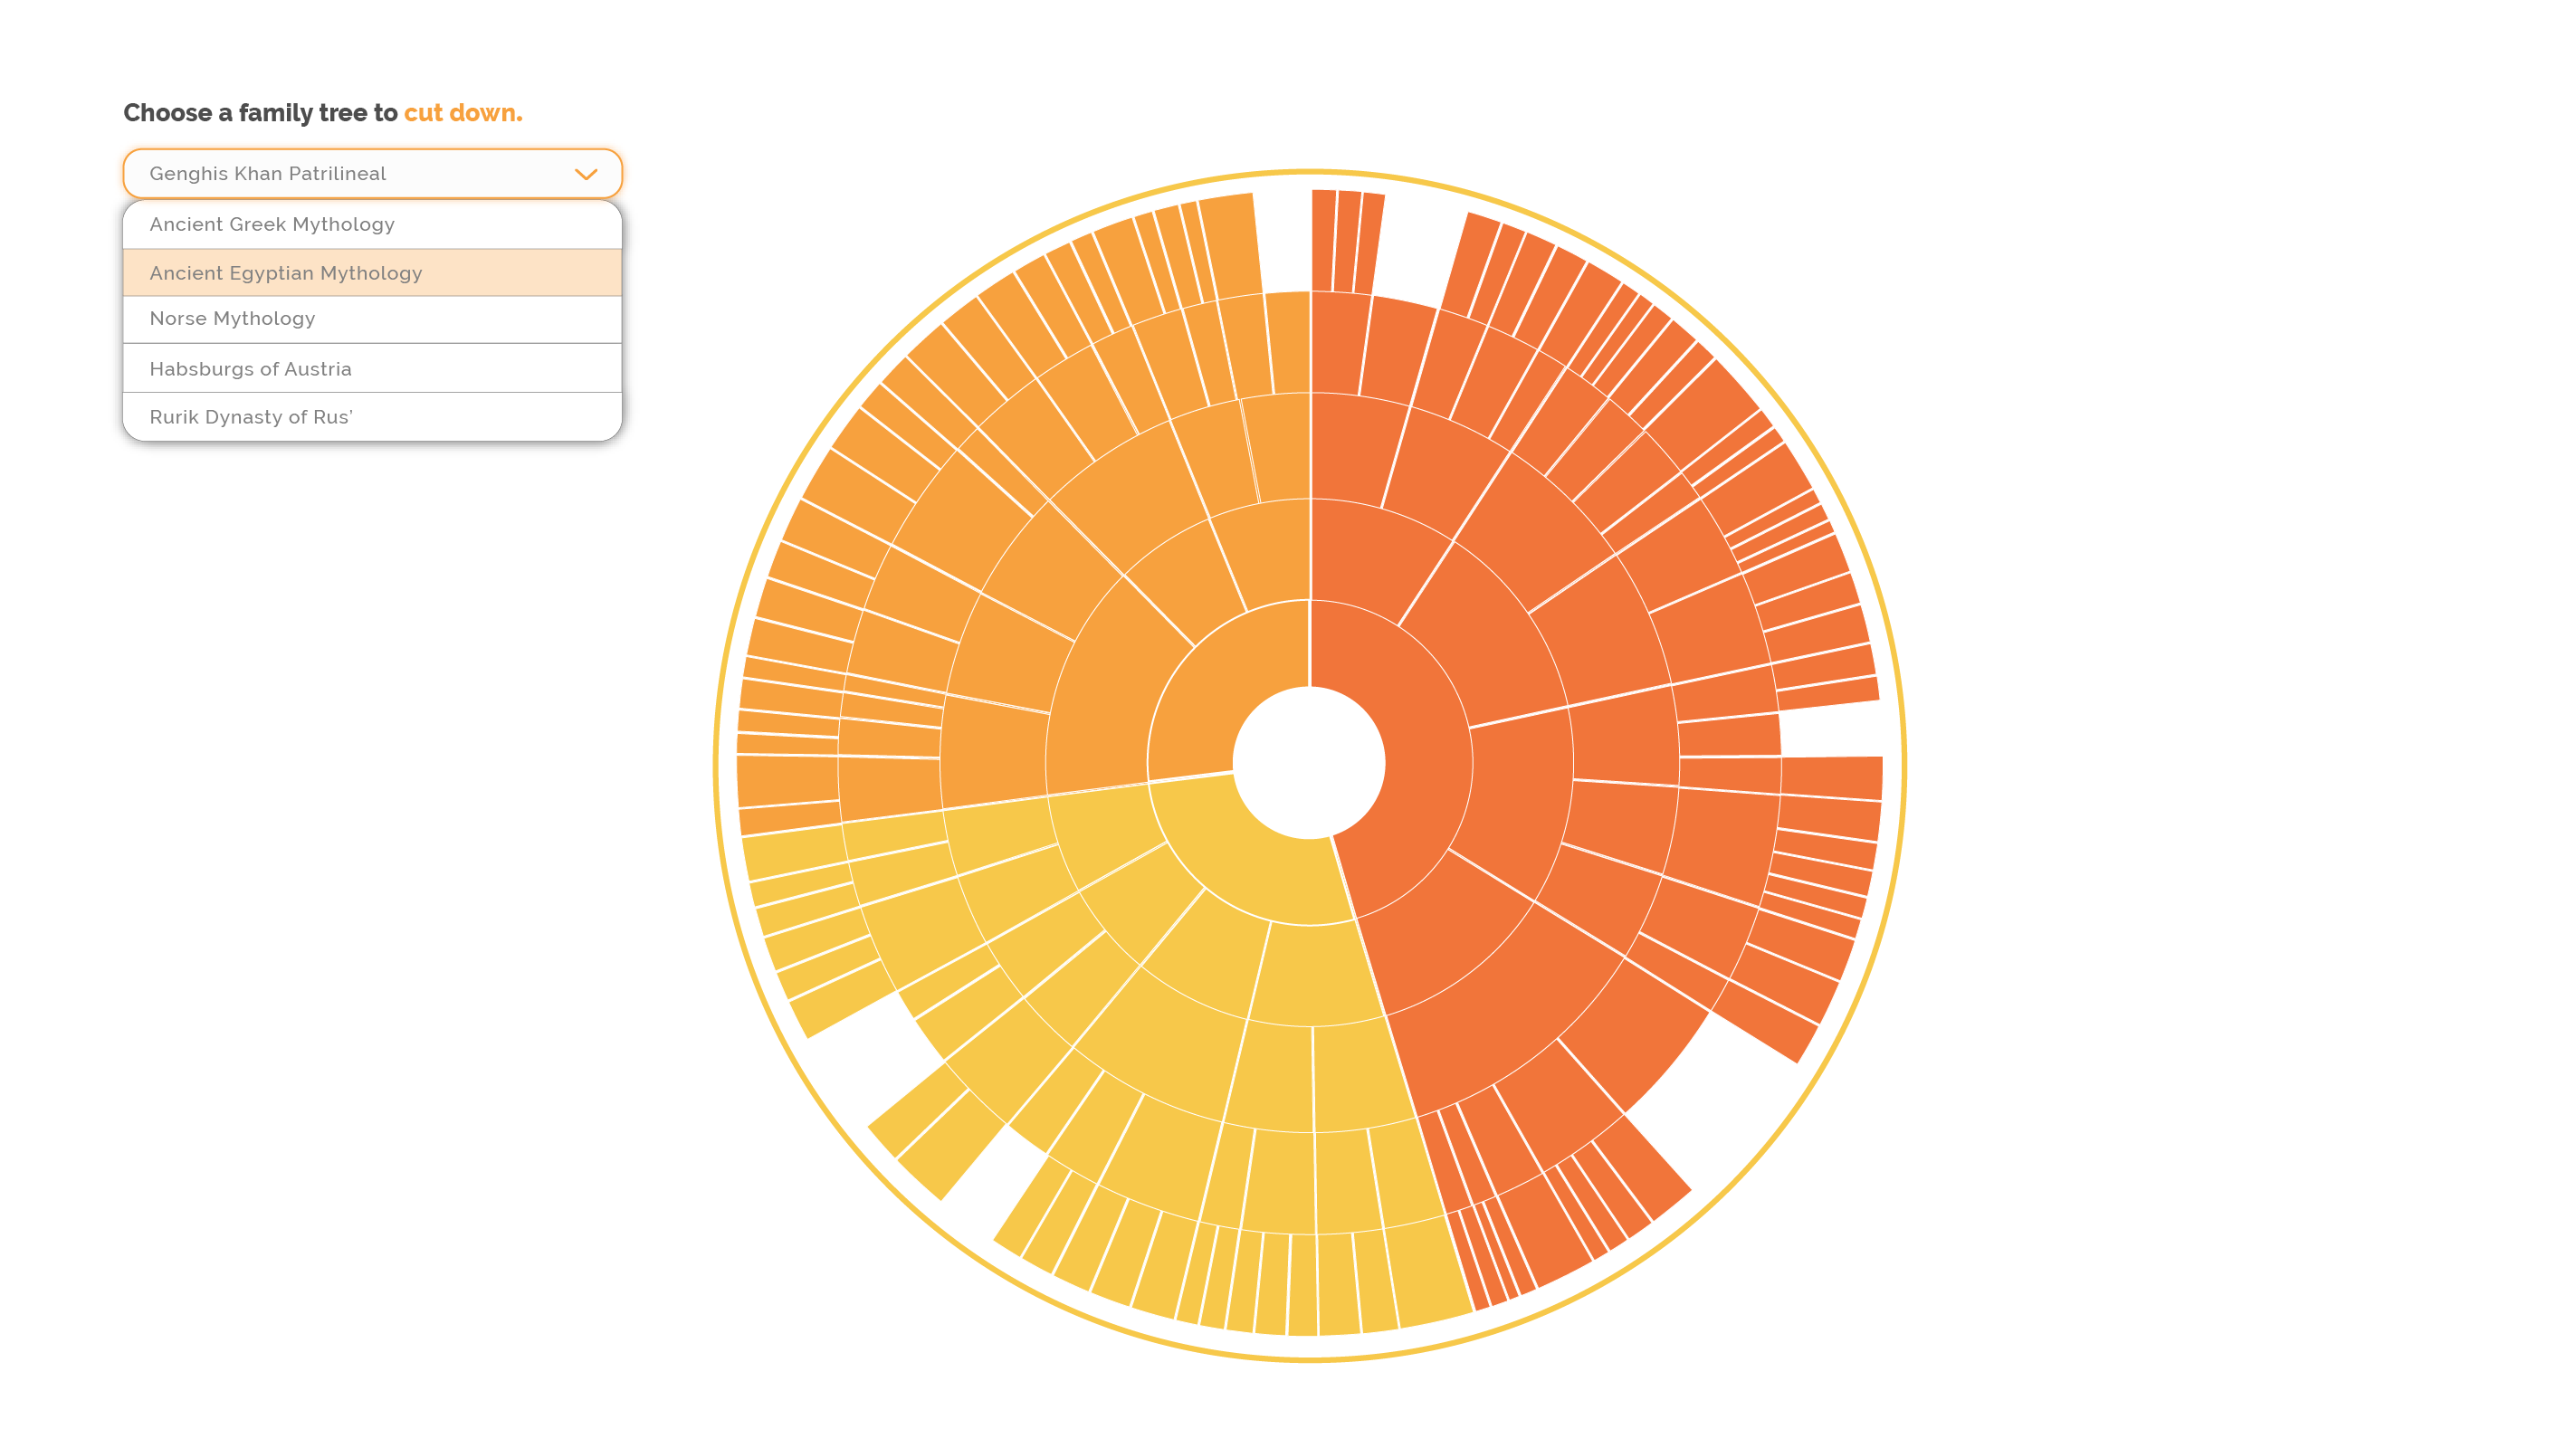 Choose a family tree to cut down.
Genghis Khan Patrilineal
Ancient Greek Mythology
Ancient Egyptian Mythology
Norse Mythology
Habsburgs of Austria
Rurik Dynasty of Rus’